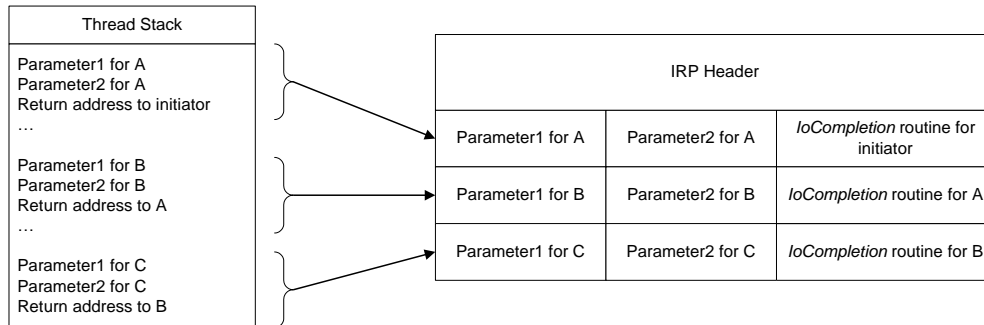 Thread Stack
Parameter1 for A
Parameter2 for A
Return address to initiator
…
Parameter1 for B
Parameter2 for B
Return address to A
…
Parameter1 for C
Parameter2 for C
Return address to B
IRP Header
Parameter1 for A
Parameter2 for A
IoCompletion routine for
initiator
Parameter1 for B
Parameter2 for B
IoCompletion routine for A
Parameter1 for C
Parameter2 for C
IoCompletion routine for B